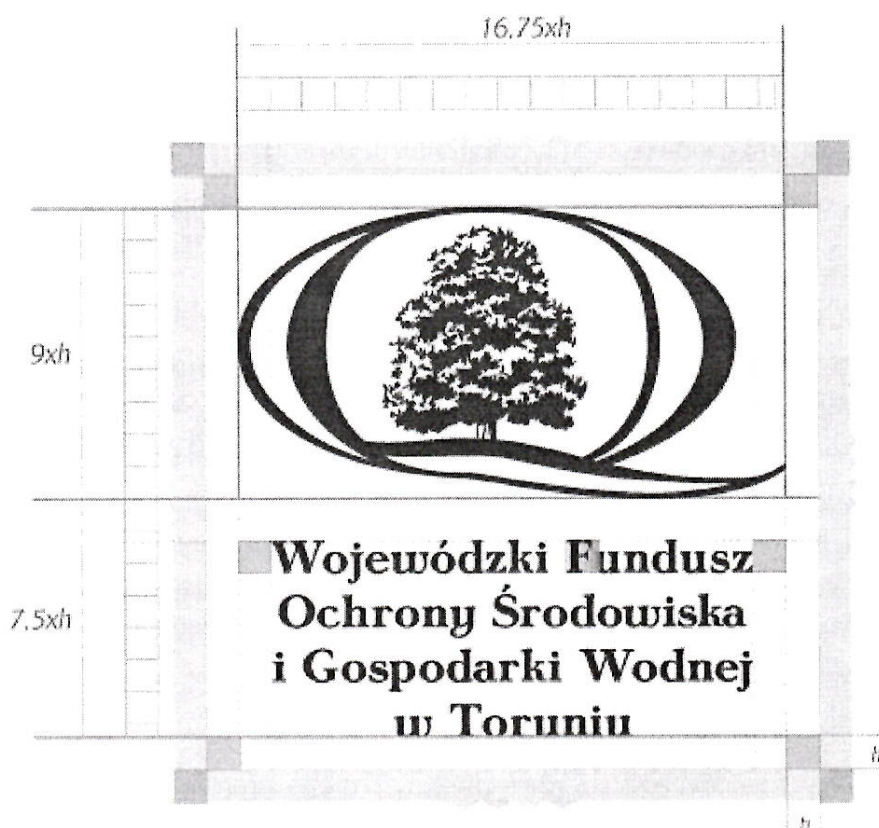 16,75xh
9xh
Wojewódzki Fundusz
Ochrony Środowiska
7,5xh
i Gospodarki Wodnej
w Toruniu
h
h